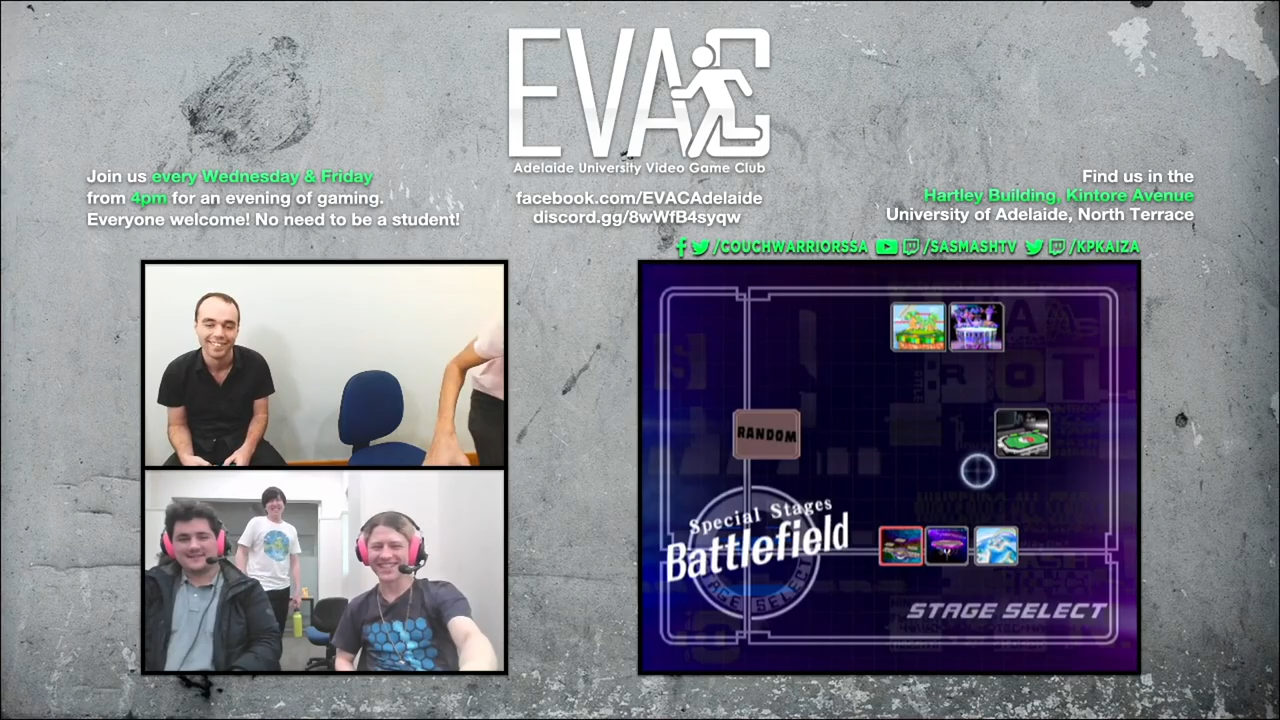 EVAC
Adelaide University Video Game Club
Join us every Wednesday & Friday
from 4pm for an evening of gaming.
Everyone welcome! No need to be a student!
facebook.com/EVACAdelaide
discord.gg/8wWfB4syqw
Find us in the
Hartley Building, Kintore Avenue
University of Adelaide, North Terrace
/COUCHWARRIORSSA /SASMASHTV /KPKAIZA
RANDOM
Special Stages
Battlefield
STAGE SELECT